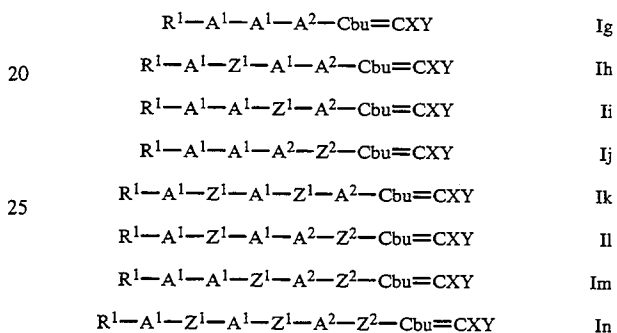 R¹—A¹—A¹—A²—Cbu=CXY Ig
20 R¹—A¹—Z¹—A¹—A²—Cbu=CXY Ih
R¹—A¹—A¹—Z¹—A²—Cbu=CXY Ii
R¹—A¹—A¹—A²—Z²—Cbu=CXY Ij
25 R¹—A¹—Z¹—A¹—Z¹—A²—Cbu=CXY Ik
R¹—A¹—Z¹—A¹—A²—Z²—Cbu=CXY Il
R¹—A¹—A¹—Z¹—A²—Z²—Cbu=CXY Im
R¹—A¹—Z¹—A¹—Z¹—A²—Z²—Cbu=CXY In